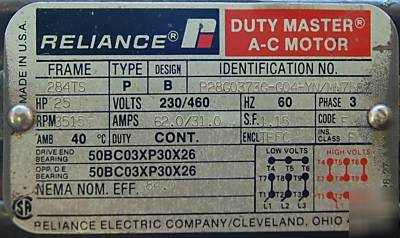 MADE IN U.S.A.
RELIANCE® DUTY MASTER® A-C MOTOR
FRAME TYPE DESIGN IDENTIFICATION NO.
284TS P B
HP 25 VOLTS 230/460 HZ 60 PHASE 3
RPM 3515 AMPS 62.0/31.0 S.F. 1.15 CODE F
AMB 40 °C DUTY CONT. ENCL TEFC INS. CLASS
DRIVE END BEARING 50BC03XP30X26 LOW VOLTS HIGH VOLTS
OPP. D.E BEARING 50BC03XP30X26
NEMA NOM. EFF.
T4 T5 T6
T7 T8 T9
T1 T2 T3
L1 L2 L3
SA
RELIANCE ELECTRIC COMPANY/CLEVELAND, OHIO